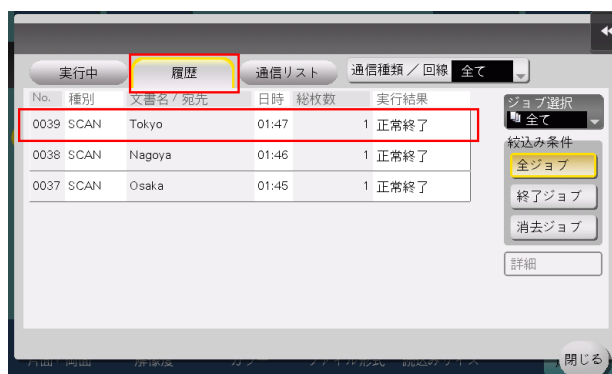 実行中 履歴 通信リスト 通信種類／回線 全て
No. 種別 文書名／宛先 日時 総枚数 実行結果
0039 SCAN Tokyo 01:47 1 正常終了
0038 SCAN Nagoya 01:46 1 正常終了
0037 SCAN Osaka 01:45 1 正常終了
ジョブ選択
全て
絞込み条件
全ジョブ
終了ジョブ
消去ジョブ
詳細
閉じる